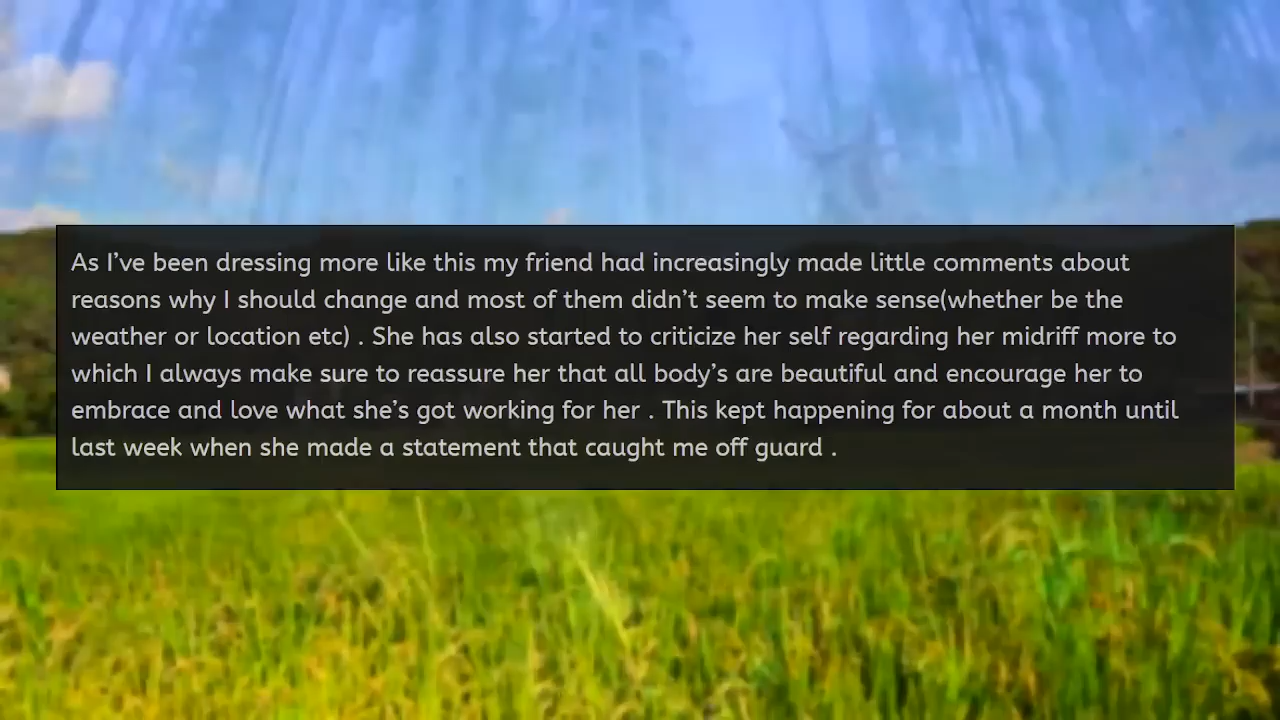 As I’ve been dressing more like this my friend had increasingly made little comments about
reasons why I should change and most of them didn’t seem to make sense(whether be the
weather or location etc) . She has also started to criticize her self regarding her midriff more to
which I always make sure to reassure her that all body’s are beautiful and encourage her to
embrace and love what she’s got working for her . This kept happening for about a month until
last week when she made a statement that caught me off guard .